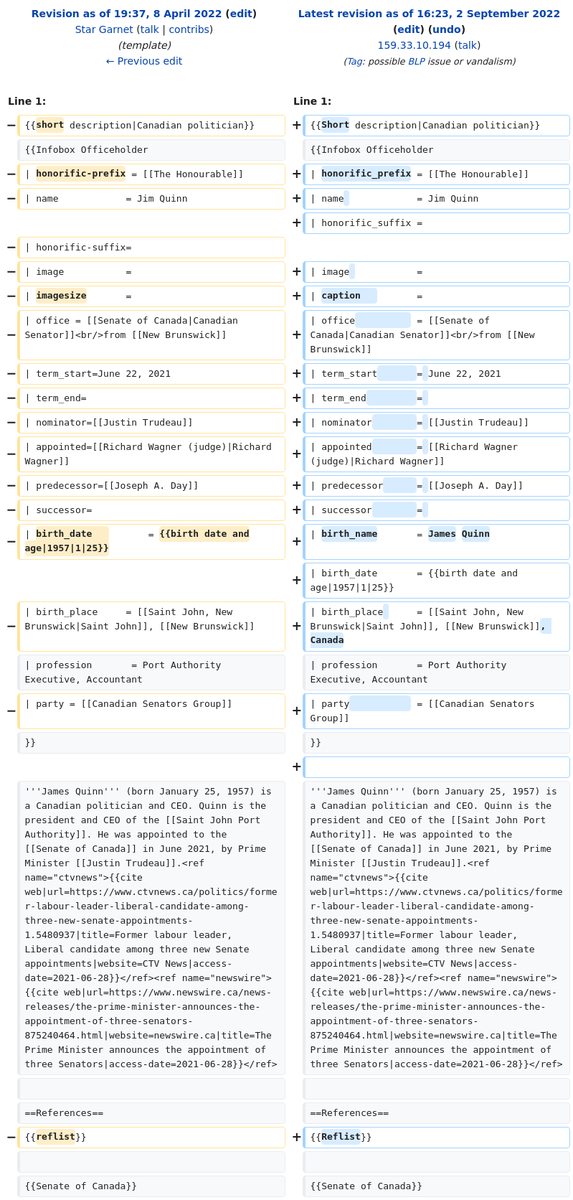 Revision as of 19:37, 8 April 2022 (edit)
Star Garnet (talk | contribs)
(template)
← Previous edit
Latest revision as of 16:23, 2 September 2022
(edit) (undo)
159.33.10.194 (talk)
(Tag: possible BLP issue or vandalism)
Line 1:
Line 1:
− {{short description|Canadian politician}}
+ {{Short description|Canadian politician}}
{{Infobox Officeholder
{{Infobox Officeholder
− | honorific-prefix = [[The Honourable]]
+ | honorific_prefix = [[The Honourable]]
− | name = Jim Quinn
+ | name = Jim Quinn
+ | honorific_suffix =
− | honorific-suffix=
− | image =
+ | image =
− | imagesize =
+ | caption =
− | office = [[Senate of Canada|Canadian
Senator]]<br/>from [[New Brunswick]]
+ | office = [[Senate of
Canada|Canadian Senator]]<br/>from [[New
Brunswick]]
− | term_start=June 22, 2021
+ | term_start = June 22, 2021
− | term_end=
+ | term_end =
− | nominator=[[Justin Trudeau]]
+ | nominator = [[Justin Trudeau]]
− | appointed=[[Richard Wagner (judge)|Richard
Wagner]]
+ | appointed = [[Richard Wagner
(judge)|Richard Wagner]]
− | predecessor=[[Joseph A. Day]]
+ | predecessor = [[Joseph A. Day]]
− | successor=
+ | successor =
− | birth_date = {{birth date and
age|1957|1|25}}
+ | birth_name = James Quinn
+ | birth_date = {{birth date and
age|1957|1|25}}
− | birth_place = [[Saint John, New
Brunswick|Saint John]], [[New Brunswick]]
+ | birth_place = [[Saint John, New
Brunswick|Saint John]], [[New Brunswick]],
Canada
| profession = Port Authority
Executive, Accountant
| profession = Port Authority
Executive, Accountant
− | party = [[Canadian Senators Group]]
+ | party = [[Canadian Senators
Group]]
}}
}}
+
'''James Quinn''' (born January 25, 1957) is
a Canadian politician and CEO. Quinn is the
president and CEO of the [[Saint John Port
Authority]]. He was appointed to the
[[Senate of Canada]] in June 2021, by Prime
Minister [[Justin Trudeau]].<ref
name="ctvnews">{{cite
web|url=https://www.ctvnews.ca/politics/forme
r-labour-leader-liberal-candidate-among-
three-new-senate-appointments-
1.5480937|title=Former labour leader,
Liberal candidate among three new Senate
appointments|website=CTV News|access-
date=2021-06-28}}</ref><ref name="newswire">
{{cite web|url=https://www.newswire.ca/news-
releases/the-prime-minister-announces-the-
appointment-of-three-senators-
875240464.html|website=newswire.ca|title=The
Prime Minister announces the appointment of
three Senators|access-date=2021-06-28}}</ref>
'''James Quinn''' (born January 25, 1957) is
a Canadian politician and CEO. Quinn is the
president and CEO of the [[Saint John Port
Authority]]. He was appointed to the
[[Senate of Canada]] in June 2021, by Prime
Minister [[Justin Trudeau]].<ref
name="ctvnews">{{cite
web|url=https://www.ctvnews.ca/politics/forme
r-labour-leader-liberal-candidate-among-
three-new-senate-appointments-
1.5480937|title=Former labour leader,
Liberal candidate among three new Senate
appointments|website=CTV News|access-
date=2021-06-28}}</ref><ref name="newswire">
{{cite web|url=https://www.newswire.ca/news-
releases/the-prime-minister-announces-the-
appointment-of-three-senators-
875240464.html|website=newswire.ca|title=The
Prime Minister announces the appointment of
three Senators|access-date=2021-06-28}}</ref>
==References==
==References==
− {{reflist}}
+ {{Reflist}}
{{Senate of Canada}}
{{Senate of Canada}}